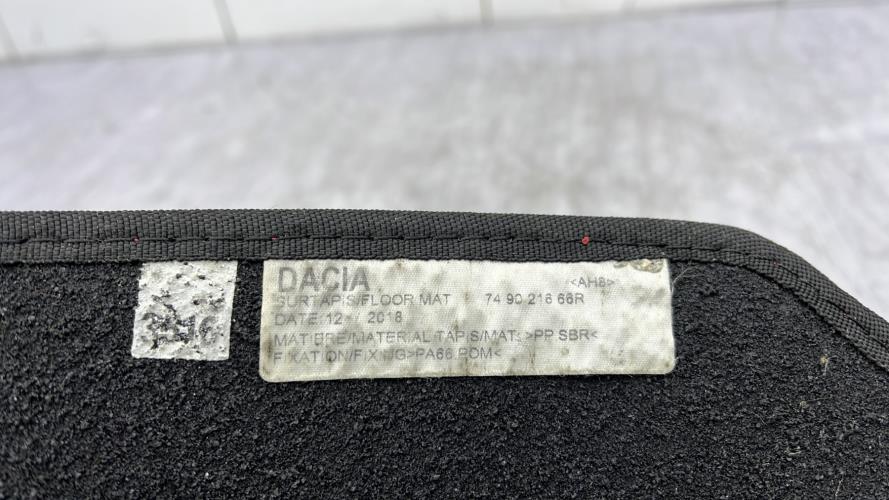 DACIA <AH8>
SURTAPIS/FLOOR MAT 74 90 216 66R
DATE: 12 / 2018
MATIERE/MATERIAL TAPIS/MAT: >PP SBR<
FIXATION/FIXING>PA66 POM<